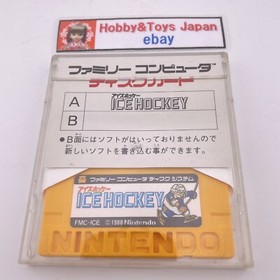 Hobby&Toys Japan
ebay
ファミリー コンピュータ
ディスクカード
A アイスホッケー ICE HOCKEY
B
●B面にはソフトがはいっておりませんので
新しいソフトを書き込む事ができます。
ファミリーコンピュータ ディスクシステム
アイスホッケー
ICE HOCKEY
FMC-ICE ©1988 Nintendo
NINTENDO